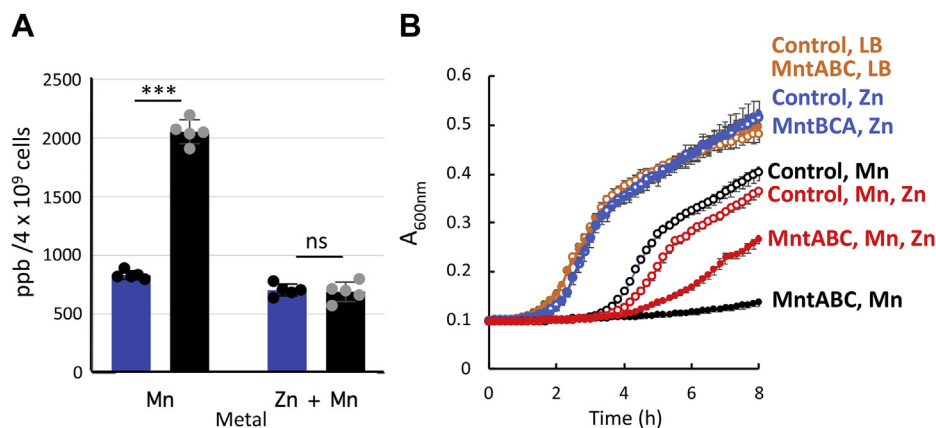 A
ppb /4 x 10⁹ cells
2500
2000
1500
1000
500
0
***
ns
Mn
Zn + Mn
Metal
B
A600nm
0.6
0.5
0.4
0.3
0.2
0.1
0
0 2 4 6 8
Time (h)
Control, LB
MntABC, LB
Control, Zn
MntBCA, Zn
Control, Mn
Control, Mn, Zn
MntABC, Mn, Zn
MntABC, Mn